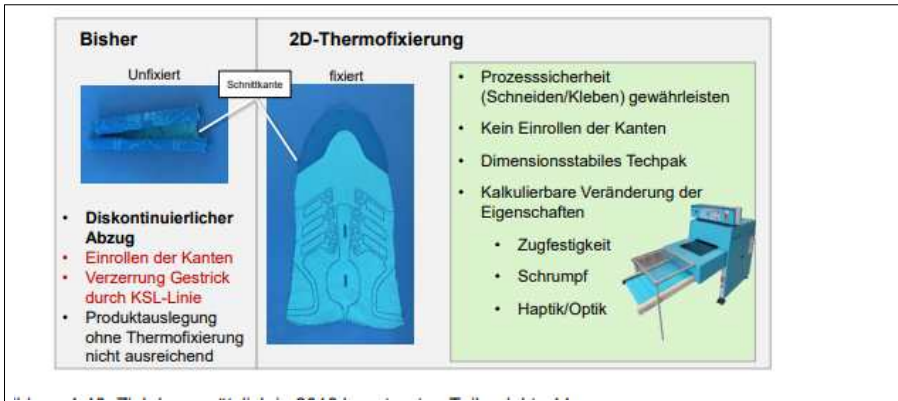 Bisher
2D-Thermofixierung
Unfixiert
Schnittkante
fixiert
• Diskontinuierlicher
Abzug
• Einrollen der Kanten
• Verzerrung Gestrick
durch KSL-Linie
• Produktauslegung
ohne Thermofixierung
nicht ausreichend
• Prozesssicherheit
(Schneiden/Kleben) gewährleisten
• Kein Einrollen der Kanten
• Dimensionsstabiles Techpak
• Kalkulierbare Veränderung der
Eigenschaften
• Zugfestigkeit
• Schrumpf
• Haptik/Optik